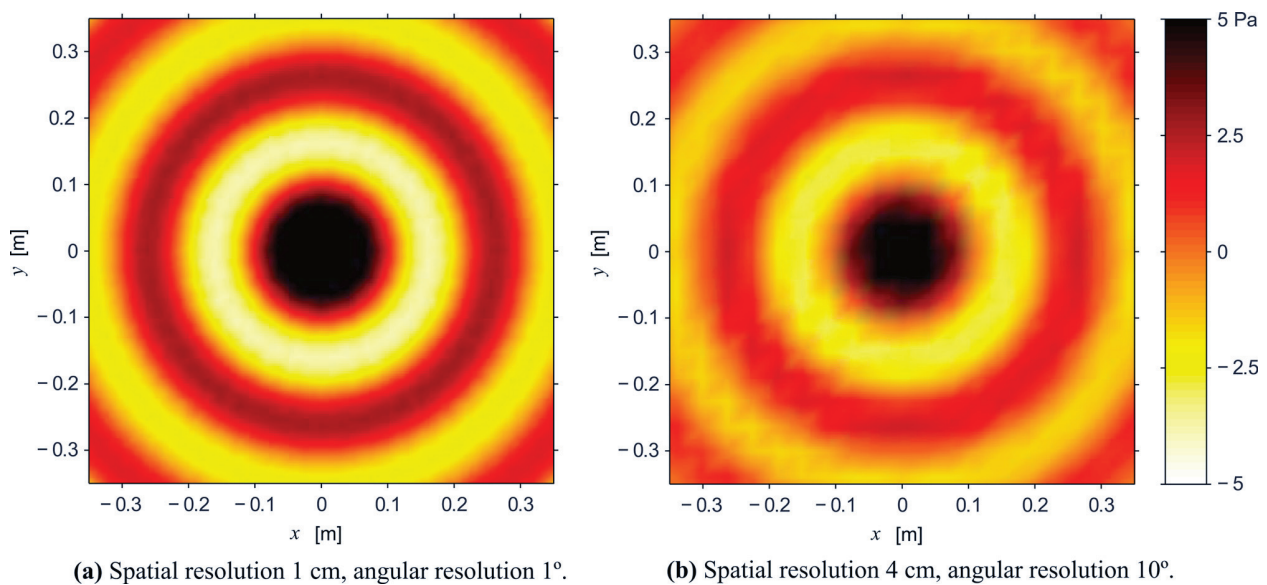 0.3
0.2
0.1
0
−0.1
−0.2
−0.3
y [m]
−0.3 −0.2 −0.1 0 0.1 0.2 0.3
x [m]
(a) Spatial resolution 1 cm, angular resolution 1º.
0.3
0.2
0.1
0
−0.1
−0.2
−0.3
y [m]
−0.3 −0.2 −0.1 0 0.1 0.2 0.3
x [m]
(b) Spatial resolution 4 cm, angular resolution 10º.
5 Pa
2.5
0
−2.5
−5